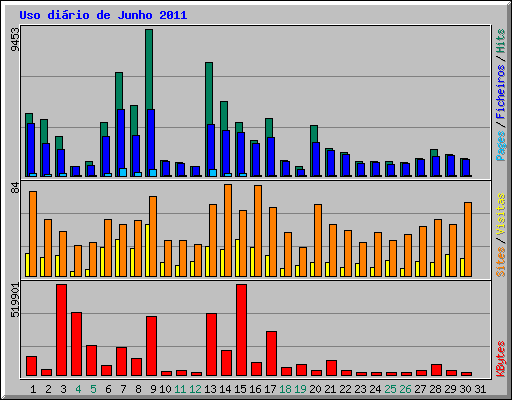 Uso diário de Junho 2011
9453
Pages / Ficheiros / Hits
84
Sites / Visitas
519901
KBytes
1 2 3 4 5 6 7 8 9 10 11 12 13 14 15 16 17 18 19 20 21 22 23 24 25 26 27 28 29 30 31